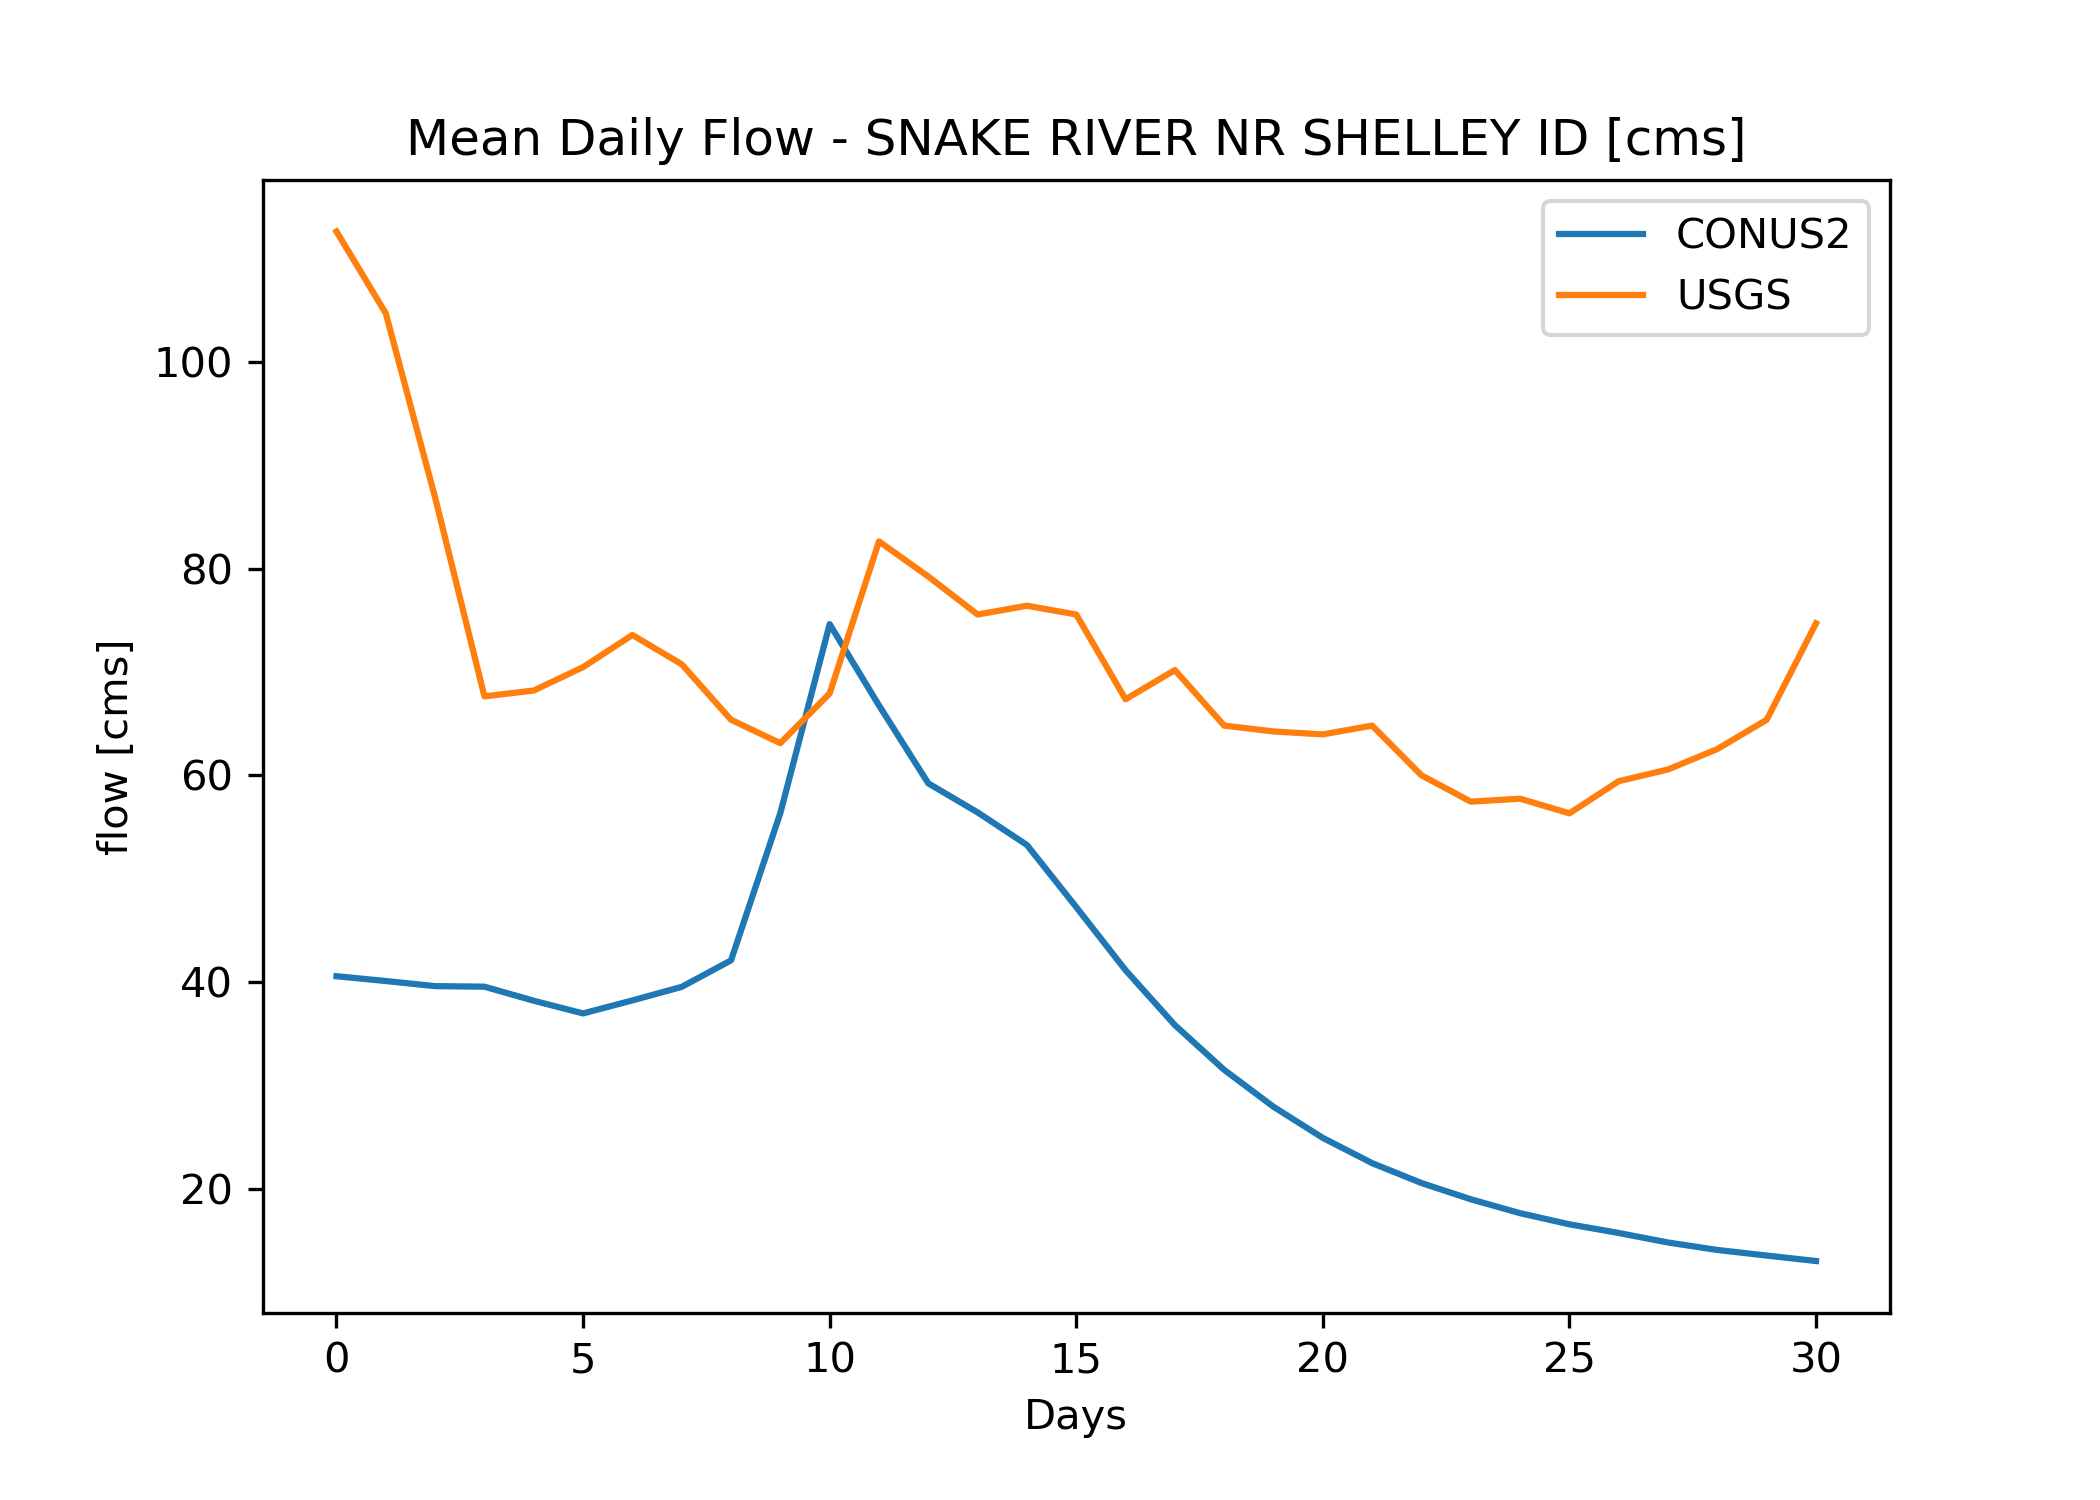 Mean Daily Flow - SNAKE RIVER NR SHELLEY ID [cms]
CONUS2
USGS
100
80
60
40
20
flow [cms]
0 5 10 15 20 25 30
Days